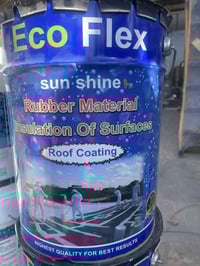 Eco Flex
sun shine
Rubber Material
Insulation Of Surfaces
Roof Coating
HIGHEST QUALITY FOR BEST RESULTS